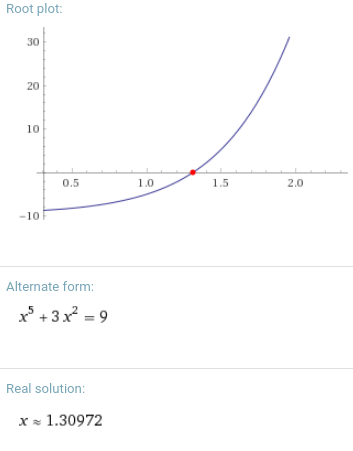 Root plot:
30
20
10
0.5 1.0 1.5 2.0
−10
Alternate form:
x⁵ + 3 x² = 9
Real solution:
x ≈ 1.30972